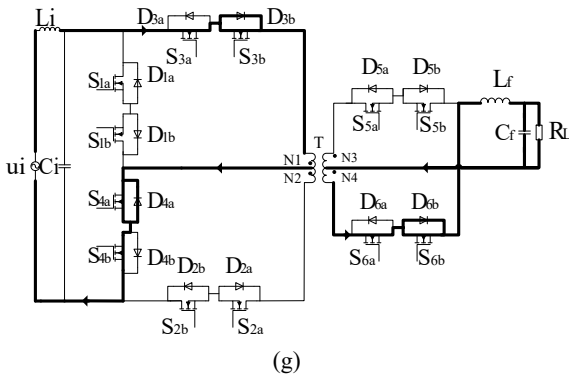 Li
D3a
D3b
S3a
S3b
S1a
D1a
S1b
D1b
ui
Ci
S4a
D4a
S4b
D4b
D2b
D2a
S2b
S2a
T
N1
N2
N3
N4
D5a
D5b
S5a
S5b
Lf
Cf
RL
D6a
D6b
S6a
S6b
(g)